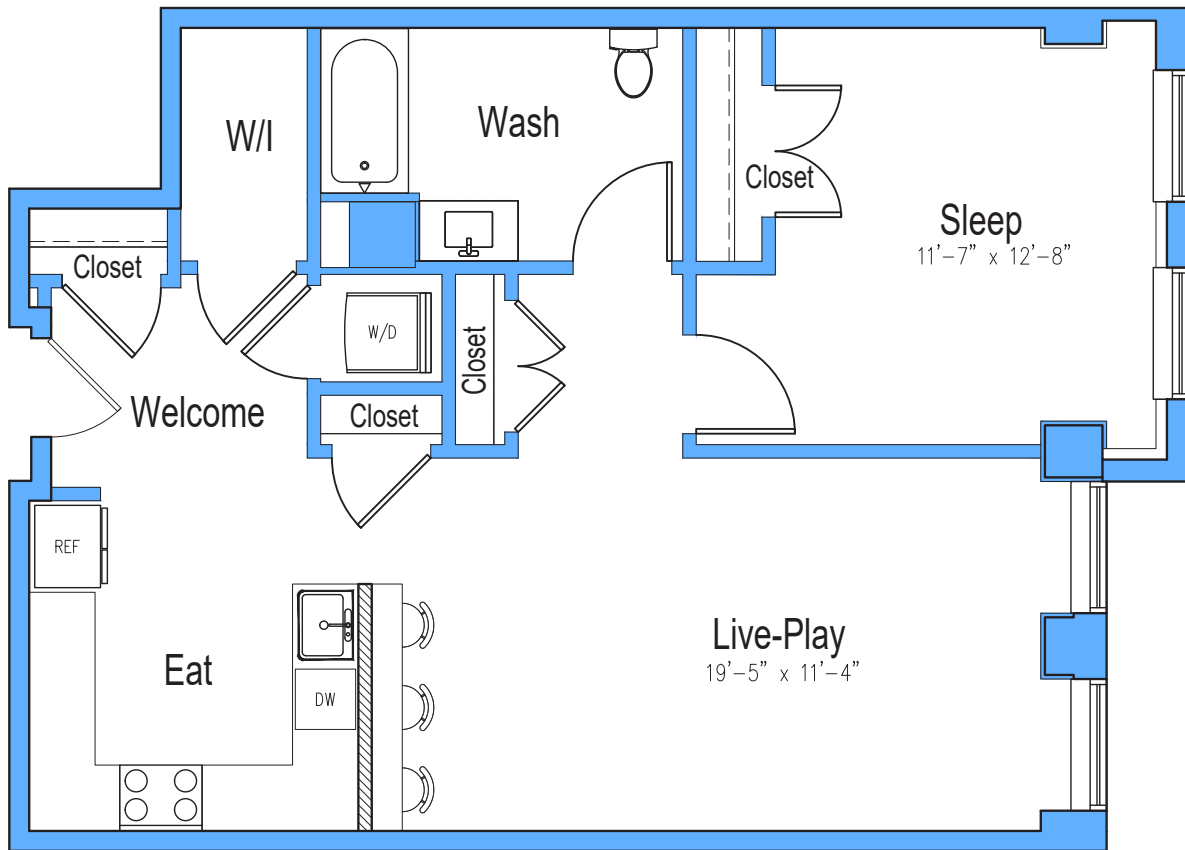 W/I
Wash
Closet
Sleep
11'-7" x 12'-8"
Closet
W/D
Closet
Closet
Welcome
REF
Eat
DW
Live-Play
19'-5" x 11'-4"